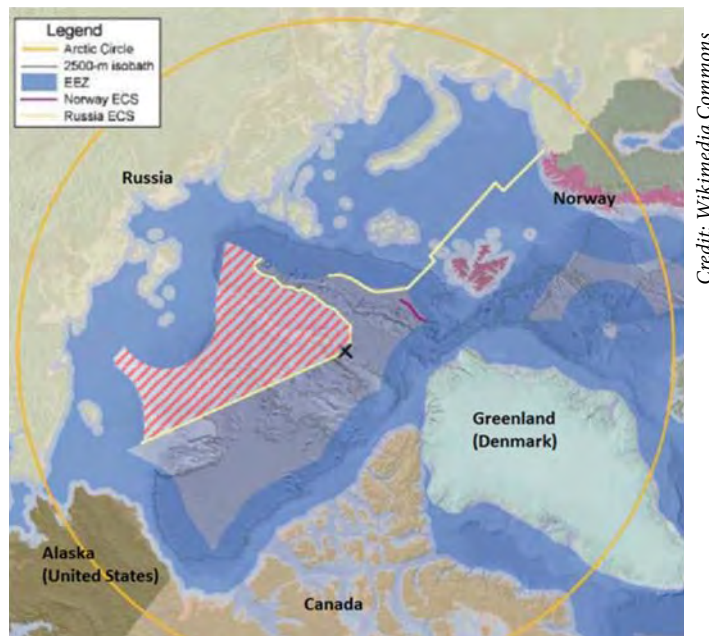 Legend
Arctic Circle
2500-m isobath
EEZ
Norway ECS
Russia ECS
Russia
Norway
Greenland
(Denmark)
Alaska
(United States)
Canada
Credit: Wikimedia Commons